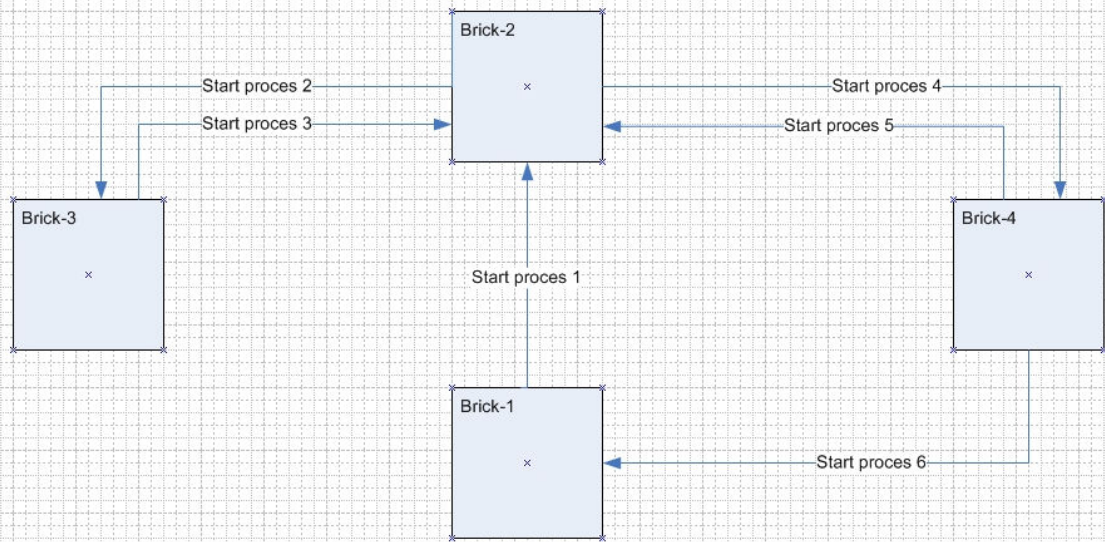 Brick-2
Start proces 2
Start proces 4
Start proces 3
Start proces 5
Brick-3
Brick-4
Start proces 1
Brick-1
Start proces 6